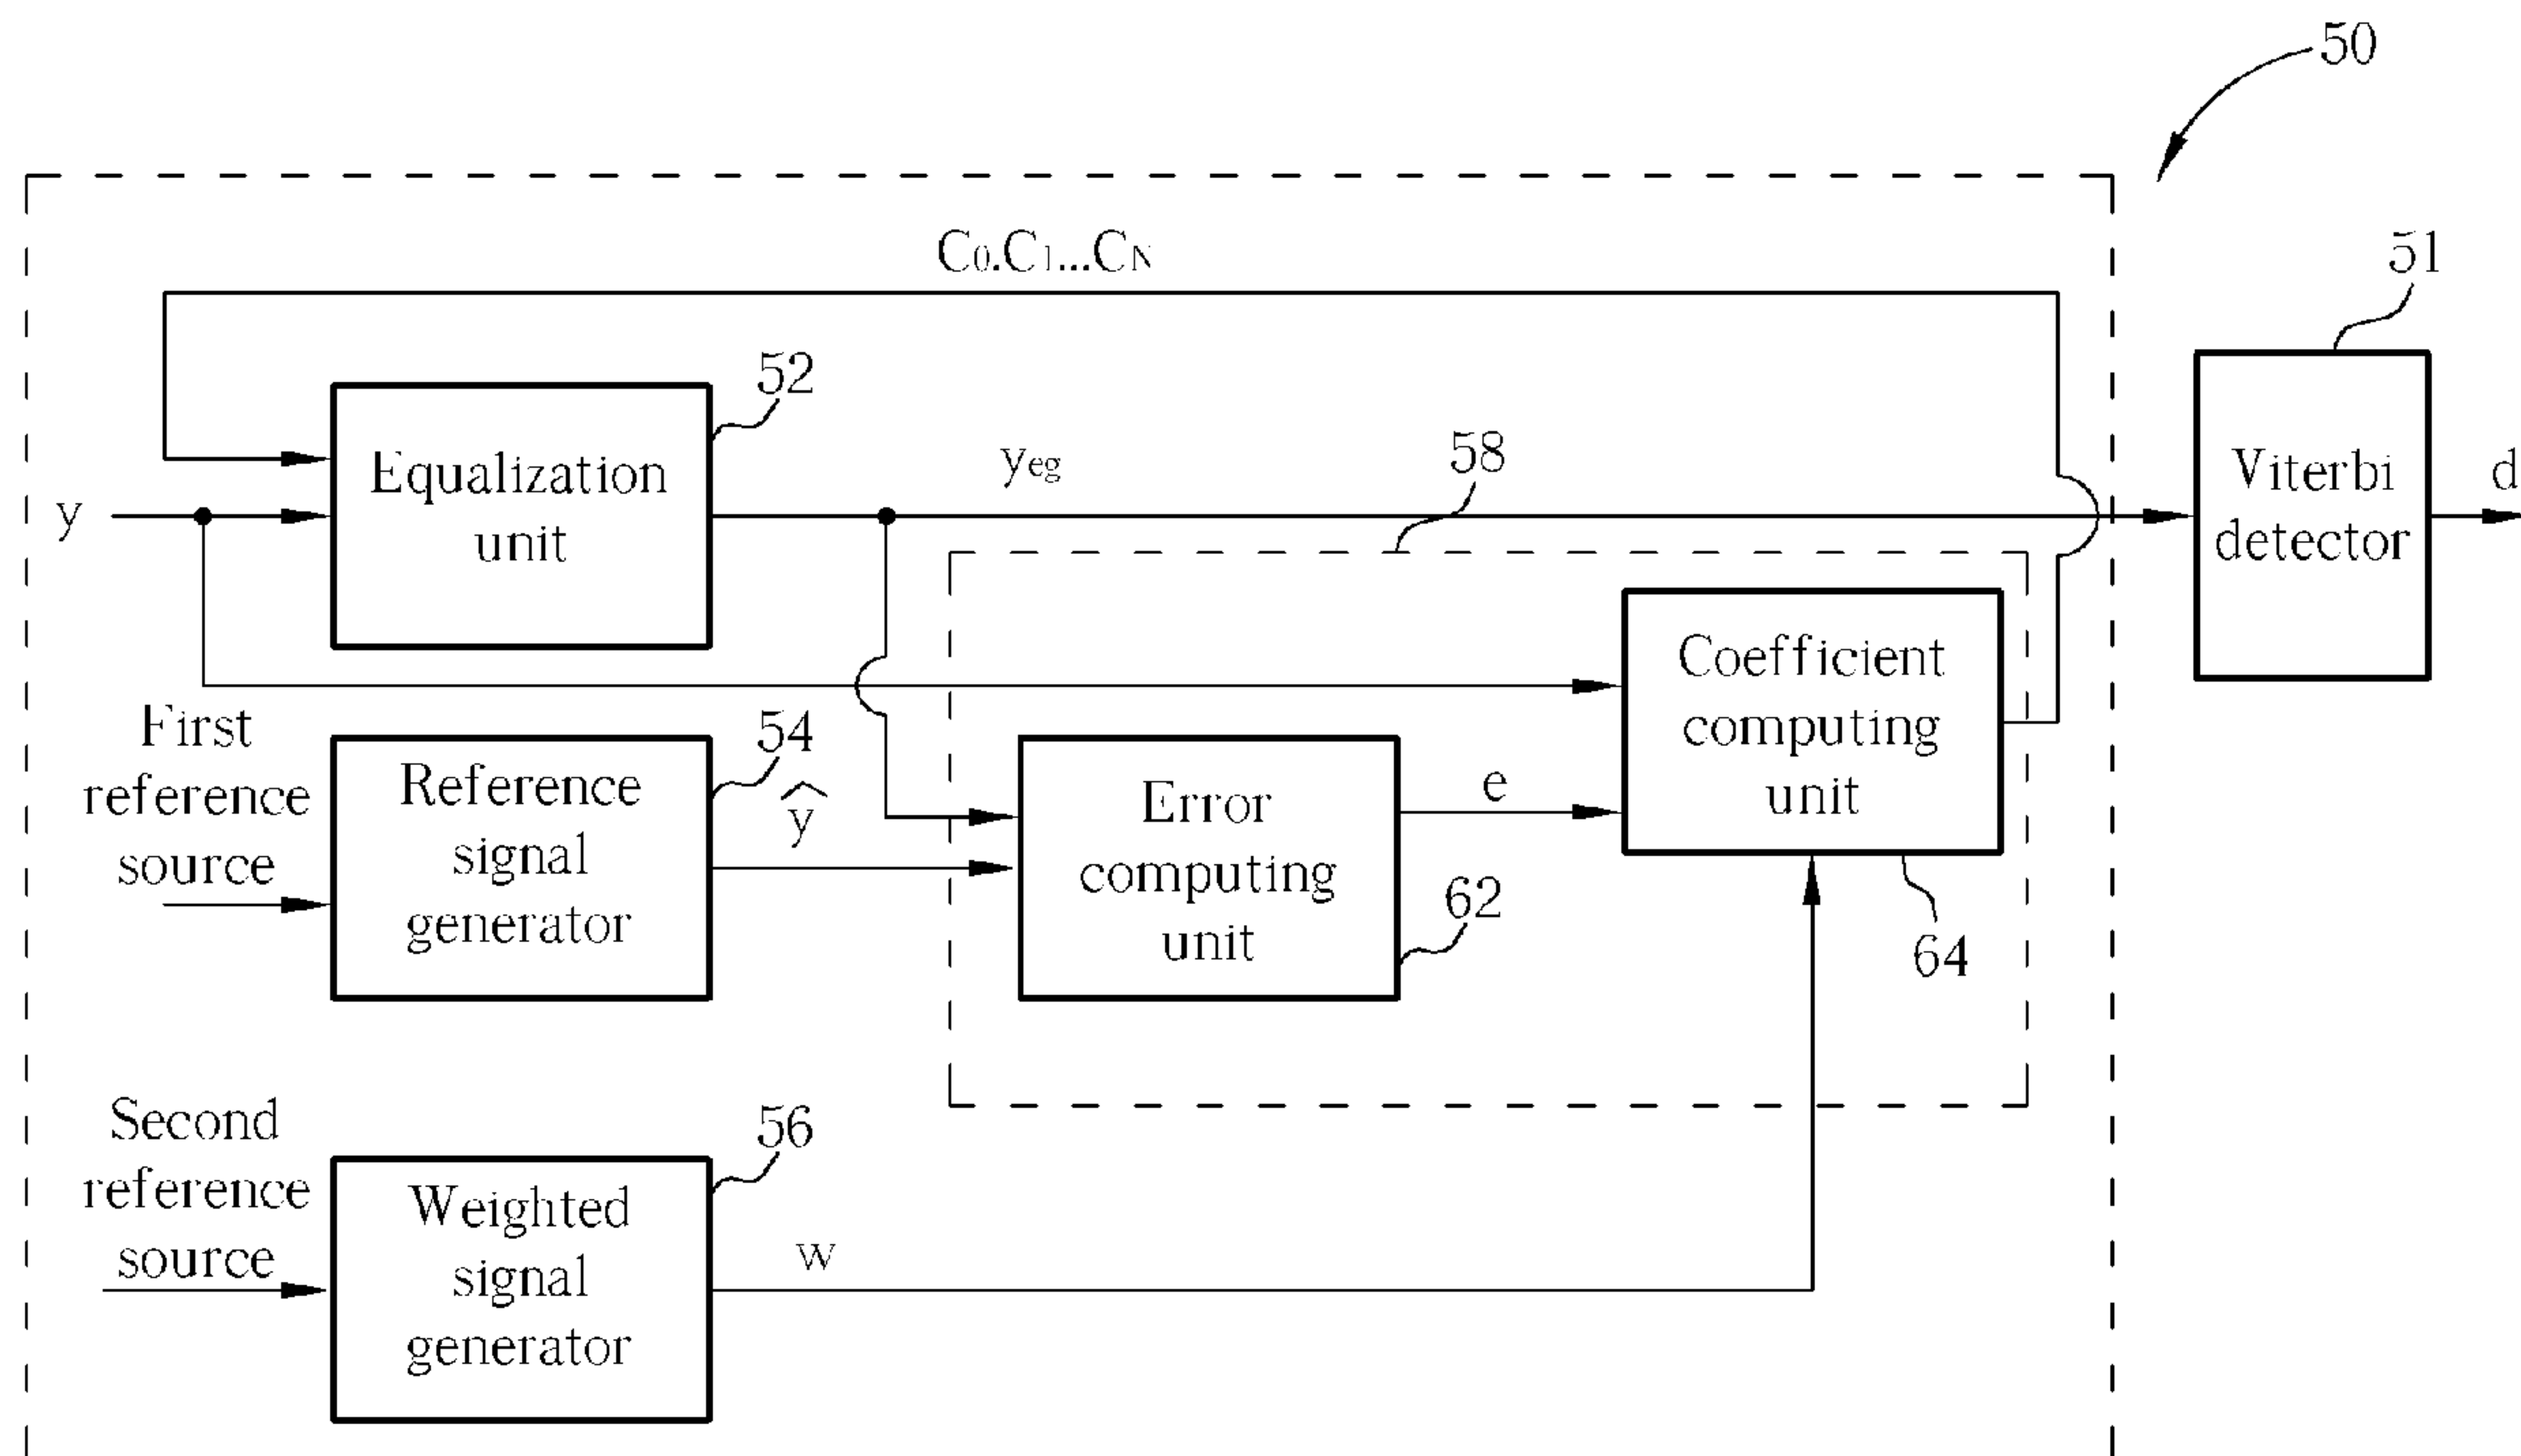 50
C0.C1...CN
51
52
Equalization
unit
y
yeg
58
Viterbi
detector
d
First
reference
source
54
Reference
signal
generator
ŷ
Error
computing
unit
62
e
Coefficient
computing
unit
64
Second
reference
source
56
Weighted
signal
generator
w